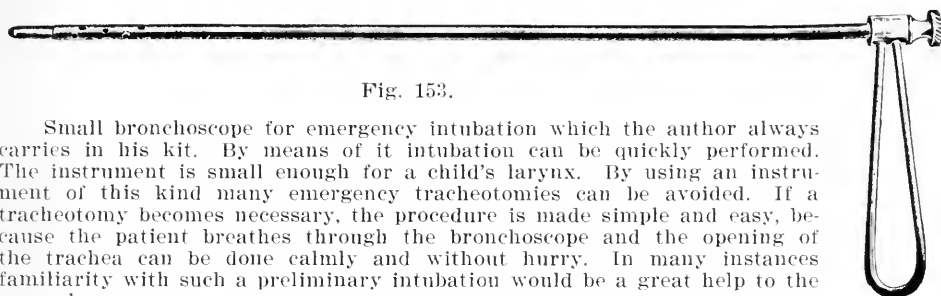 Fig. 153.
Small bronchoscope for emergency intubation which the author always
carries in his kit. By means of it intubation can be quickly performed.
The instrument is small enough for a child's larynx. By using an instru-
ment of this kind many emergency tracheotomies can be avoided. If a
tracheotomy becomes necessary, the procedure is made simple and easy, be-
cause the patient breathes through the bronchoscope and the opening of
the trachea can be done calmly and without hurry. In many instances
familiarity with such a preliminary intubation would be a great help to the